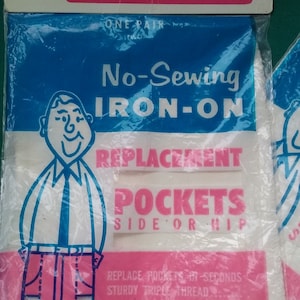 ONE PAIR
No-Sewing
IRON-ON
REPLACEMENT
POCKETS
SIDE OR HIP
REPLACE POCKETS IN SECONDS
STURDY TRIPLE THREAD